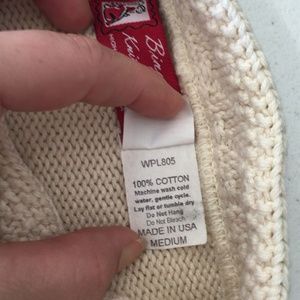 WPL805
100% COTTON
Machine wash cold
water, gentle cycle.
Lay flat or tumble dry
Do Not Hang
Do Not Bleach
MADE IN USA
MEDIUM